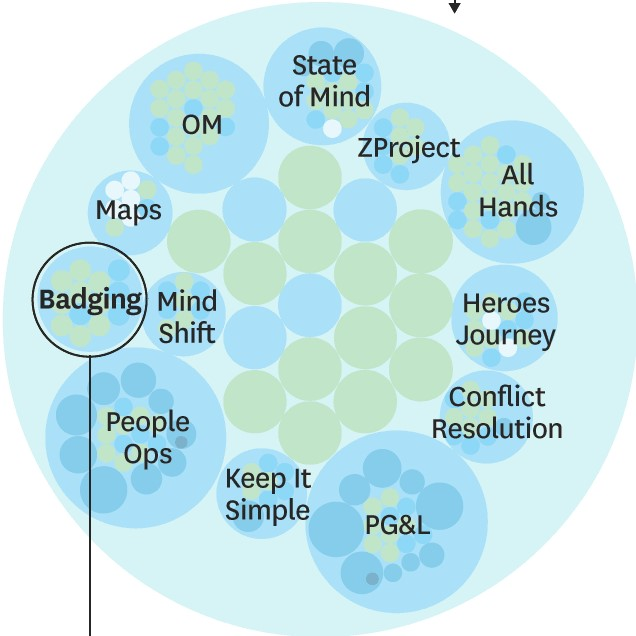 State
of Mind
OM
ZProject
All
Hands
Maps
Badging
Mind
Shift
Heroes
Journey
Conflict
Resolution
People
Ops
Keep It
Simple
PG&L